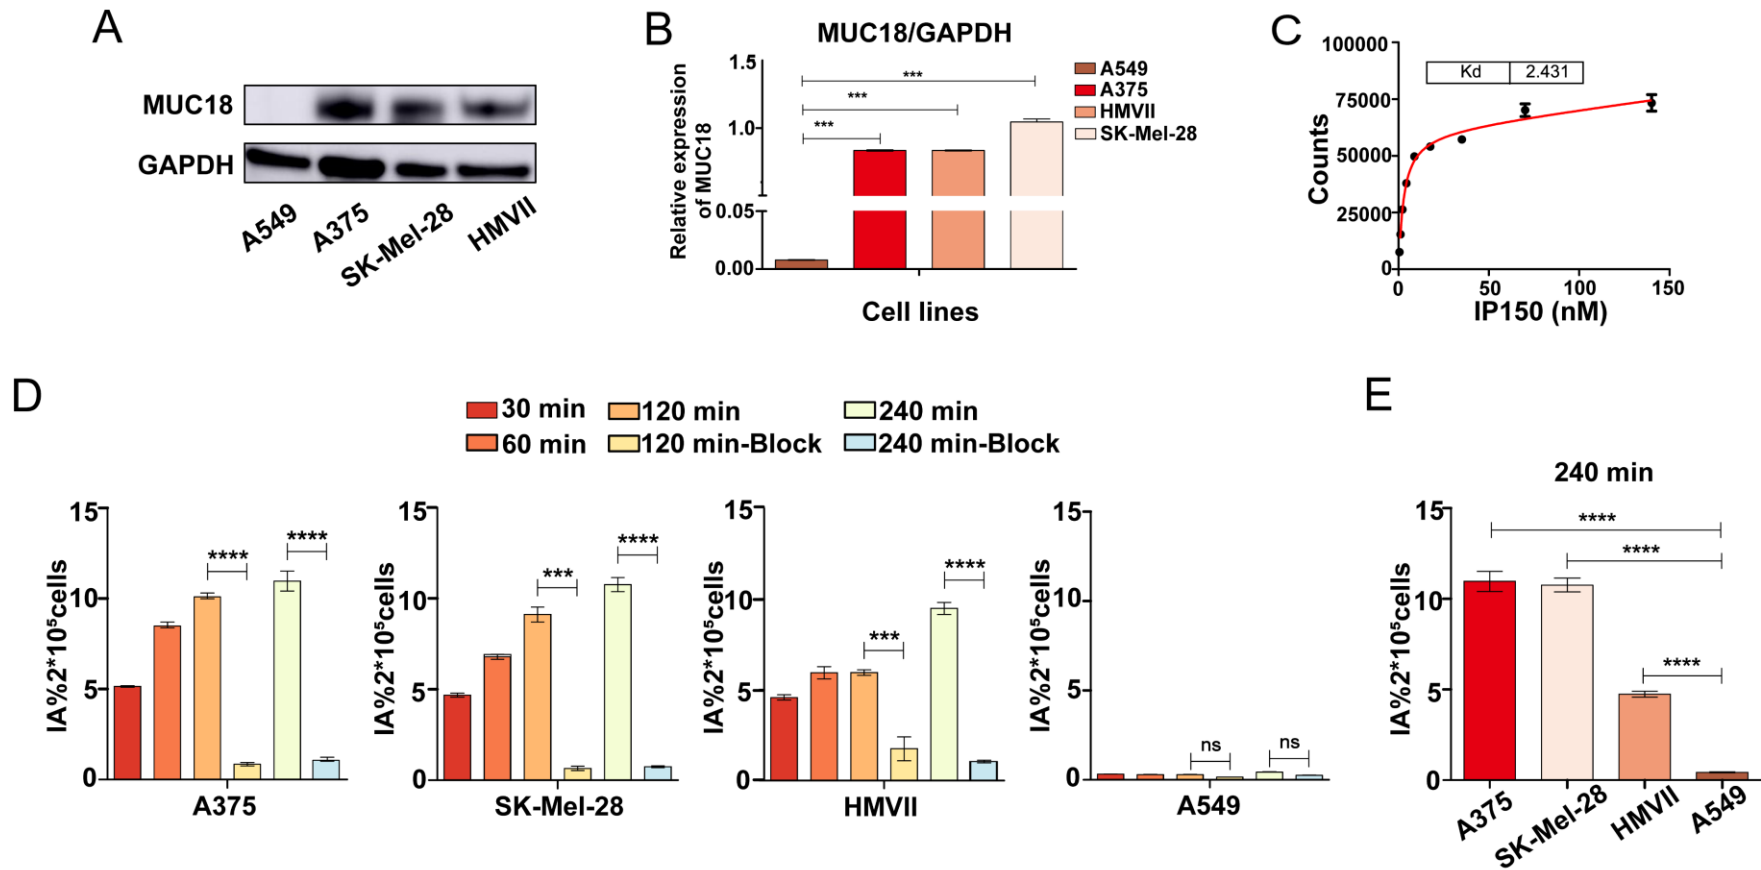 A
MUC18
GAPDH
A549
A375
SK-Mel-28
HMVII
B
MUC18/GAPDH
Relative expression
of MUC18
1.5
1.0
0.05
0.00
***
***
***
Cell lines
A549
A375
HMVII
SK-Mel-28
C
Counts
100000
75000
50000
25000
0
Kd 2.431
0 50 100 150
IP150 (nM)
D
30 min 120 min 240 min
60 min 120 min-Block 240 min-Block
IA%2*10⁵cells
15
10
5
0
**** ****
A375
IA%2*10⁵cells
15
10
5
0
*** ****
SK-Mel-28
IA%2*10⁵cells
15
10
5
0
*** ****
HMVII
IA%2*10⁵cells
15
10
5
0
ns ns
A549
E
240 min
IA%2*10⁵cells
15
10
5
0
****
****
****
A375
SK-Mel-28
HMVII
A549